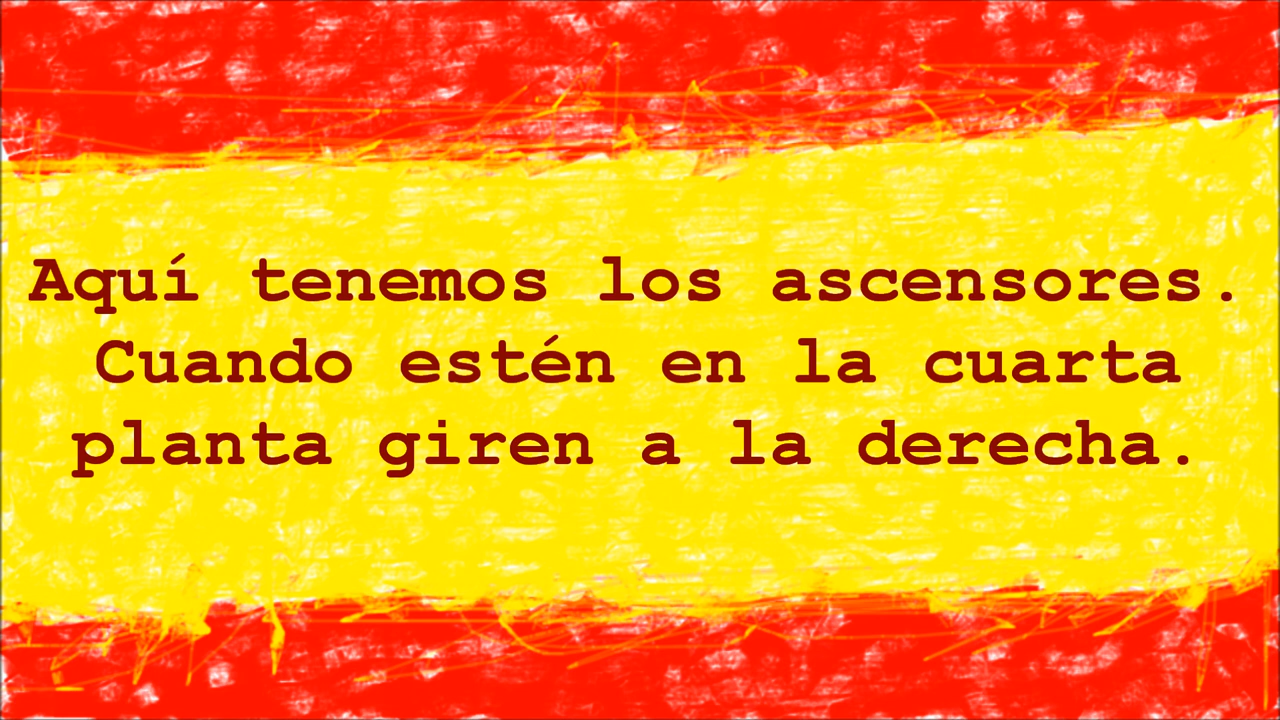 Aquí tenemos los ascensores.
Cuando estén en la cuarta
planta giren a la derecha.